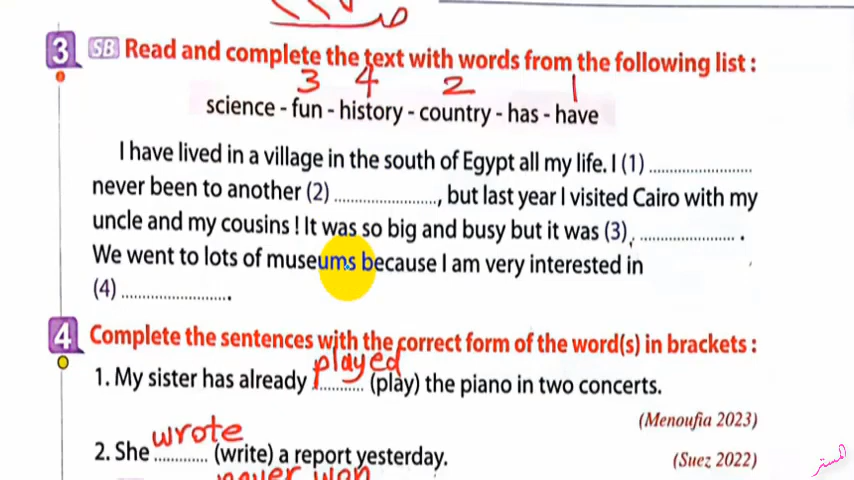 3 SB Read and complete the text with words from the following list :
3 4 2 1
science - fun - history - country - has - have
I have lived in a village in the south of Egypt all my life. I (1) ........................
never been to another (2) ........................, but last year I visited Cairo with my
uncle and my cousins ! It was so big and busy but it was (3) ........................ .
We went to lots of museums because I am very interested in
(4) ......................... .
4 Complete the sentences with the correct form of the word(s) in brackets :
played
1. My sister has already ............ (play) the piano in two concerts.
(Menoufia 2023)
wrote
2. She ............ (write) a report yesterday.
(Suez 2022)
never won
المستر